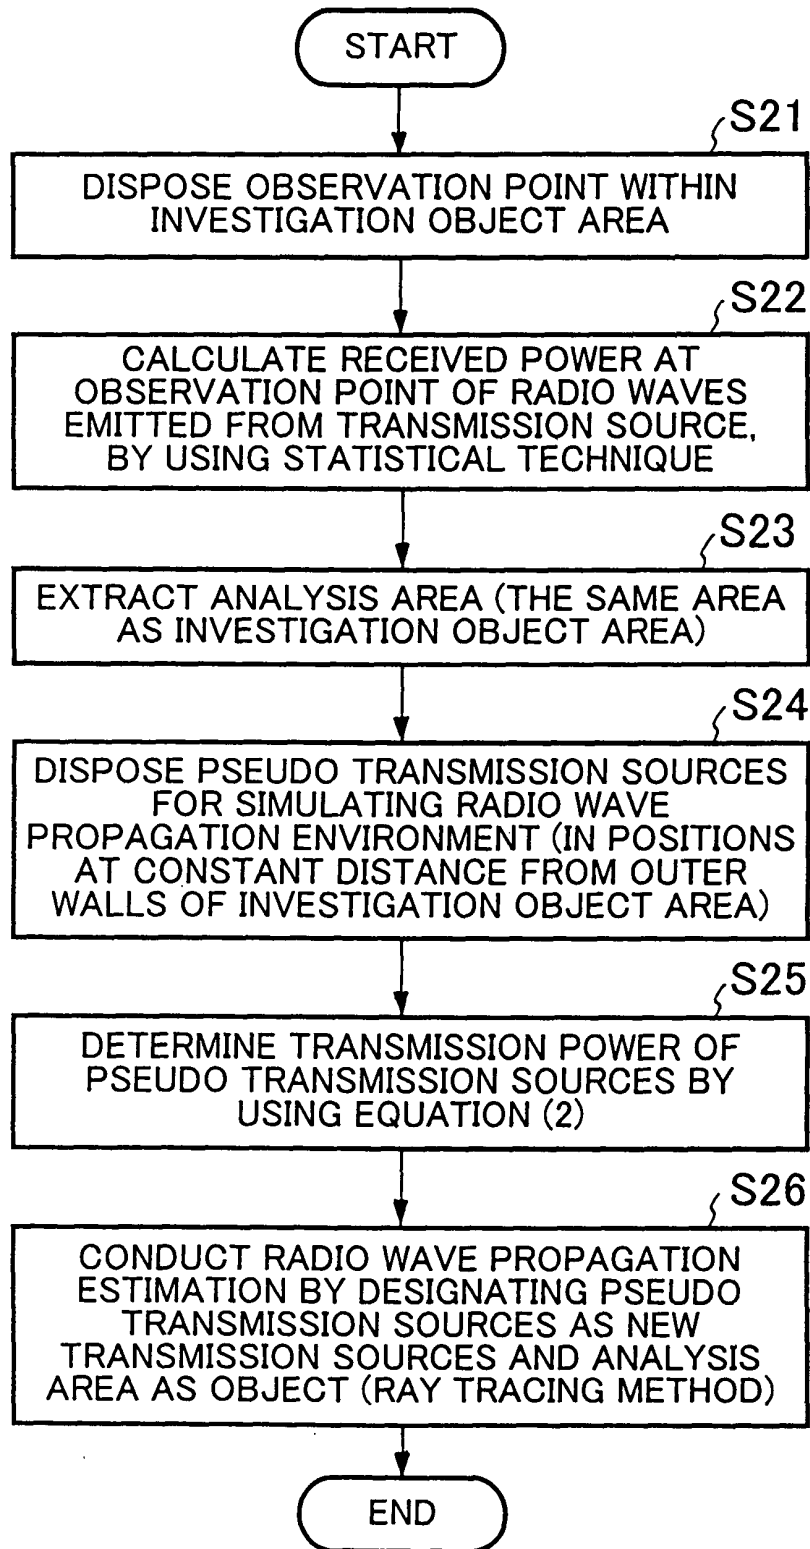 START
S21
DISPOSE OBSERVATION POINT WITHIN
INVESTIGATION OBJECT AREA
S22
CALCULATE RECEIVED POWER AT
OBSERVATION POINT OF RADIO WAVES
EMITTED FROM TRANSMISSION SOURCE,
BY USING STATISTICAL TECHNIQUE
S23
EXTRACT ANALYSIS AREA (THE SAME AREA
AS INVESTIGATION OBJECT AREA)
S24
DISPOSE PSEUDO TRANSMISSION SOURCES
FOR SIMULATING RADIO WAVE
PROPAGATION ENVIRONMENT (IN POSITIONS
AT CONSTANT DISTANCE FROM OUTER
WALLS OF INVESTIGATION OBJECT AREA)
S25
DETERMINE TRANSMISSION POWER OF
PSEUDO TRANSMISSION SOURCES BY
USING EQUATION (2)
S26
CONDUCT RADIO WAVE PROPAGATION
ESTIMATION BY DESIGNATING PSEUDO
TRANSMISSION SOURCES AS NEW
TRANSMISSION SOURCES AND ANALYSIS
AREA AS OBJECT (RAY TRACING METHOD)
END